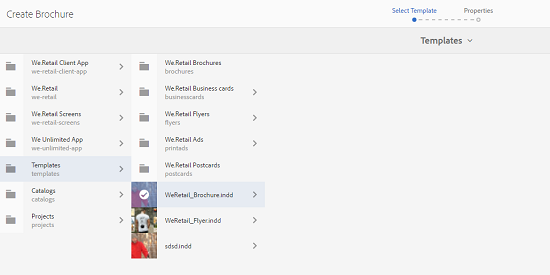 Create Brochure
Select Template
Properties
Templates
We.Retail Client App
we-retail-client-app
We.Retail
we-retail
We.Retail Screens
we-retail-screens
We Unlimited App
we-unlimited-app
Templates
templates
Catalogs
catalogs
Projects
projects
We.Retail Brochures
brochures
We.Retail Business cards
businesscards
We.Retail Flyers
flyers
We.Retail Ads
printads
We.Retail Postcards
postcards
WeRetail_Brochure.indd
WeRetail_Flyer.indd
sdsd.indd